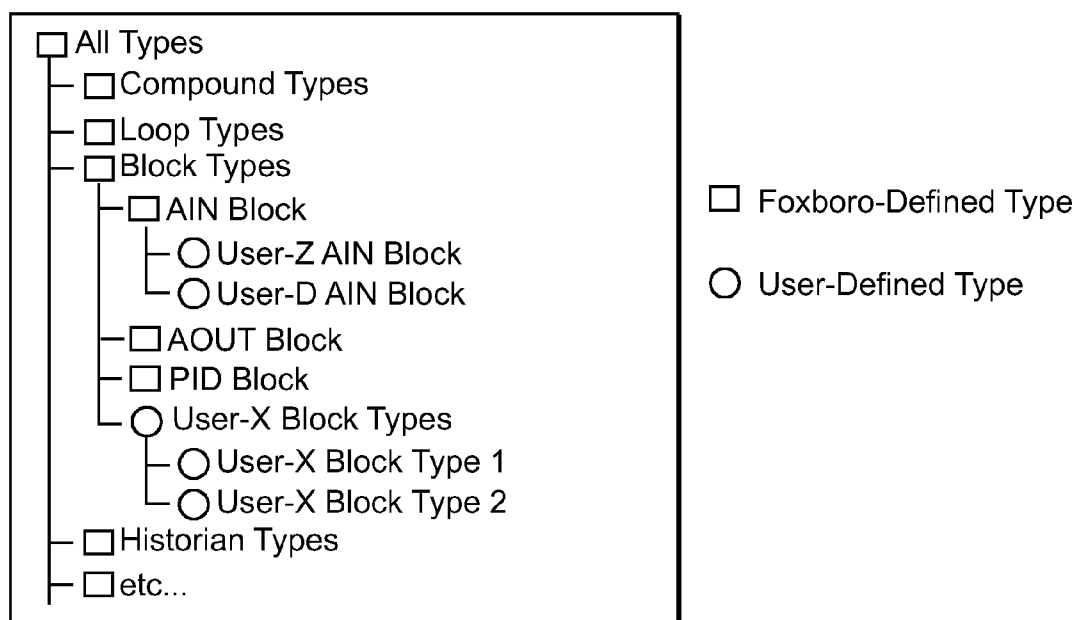 All Types
Compound Types
Loop Types
Block Types
AIN Block
User-Z AIN Block
User-D AIN Block
AOUT Block
PID Block
User-X Block Types
User-X Block Type 1
User-X Block Type 2
Historian Types
etc...
Foxboro-Defined Type
User-Defined Type